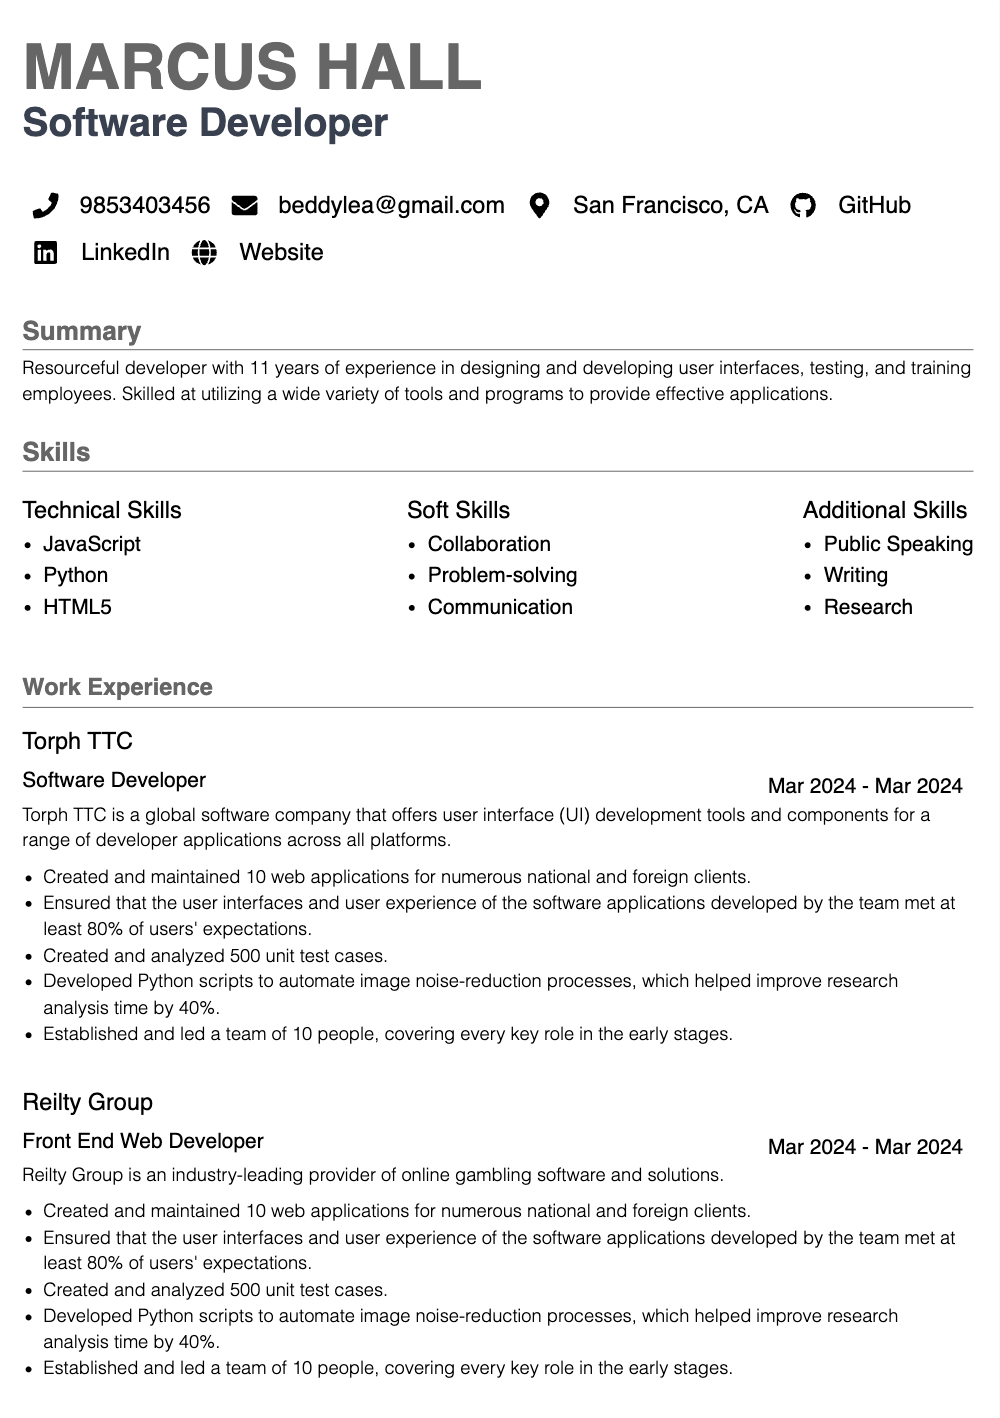 MARCUS HALL
Software Developer
9853403456 beddylea@gmail.com San Francisco, CA GitHub
LinkedIn Website
Summary
Resourceful developer with 11 years of experience in designing and developing user interfaces, testing, and training
employees. Skilled at utilizing a wide variety of tools and programs to provide effective applications.
Skills
Technical Skills
• JavaScript
• Python
• HTML5
Soft Skills
• Collaboration
• Problem-solving
• Communication
Additional Skills
• Public Speaking
• Writing
• Research
Work Experience
Torph TTC
Software Developer Mar 2024 - Mar 2024
Torph TTC is a global software company that offers user interface (UI) development tools and components for a
range of developer applications across all platforms.
• Created and maintained 10 web applications for numerous national and foreign clients.
• Ensured that the user interfaces and user experience of the software applications developed by the team met at
least 80% of users' expectations.
• Created and analyzed 500 unit test cases.
• Developed Python scripts to automate image noise-reduction processes, which helped improve research
analysis time by 40%.
• Established and led a team of 10 people, covering every key role in the early stages.
Reilty Group
Front End Web Developer Mar 2024 - Mar 2024
Reilty Group is an industry-leading provider of online gambling software and solutions.
• Created and maintained 10 web applications for numerous national and foreign clients.
• Ensured that the user interfaces and user experience of the software applications developed by the team met at
least 80% of users' expectations.
• Created and analyzed 500 unit test cases.
• Developed Python scripts to automate image noise-reduction processes, which helped improve research
analysis time by 40%.
• Established and led a team of 10 people, covering every key role in the early stages.